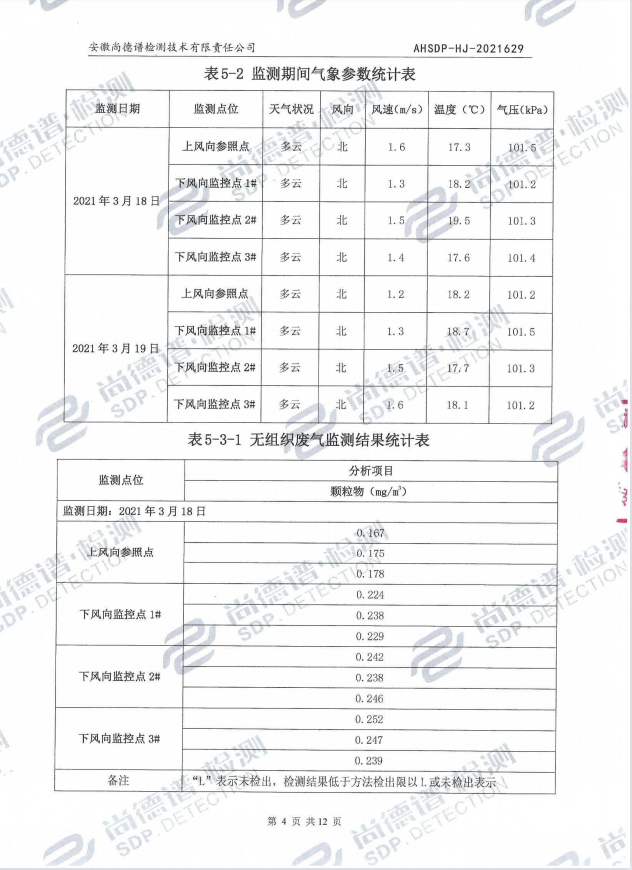 安徽尚德谱检测技术有限责任公司 AHSDP-HJ-2021629
表5-2 监测期间气象参数统计表
监测日期 监测点位 天气状况 风向 风速(m/s) 温度（℃） 气压(kPa)
2021年3月18日
上风向参照点 多云 北 1.6 17.3 101.5
下风向监控点1# 多云 北 1.3 18.2 101.2
下风向监控点2# 多云 北 1.5 19.5 101.3
下风向监控点3# 多云 北 1.4 17.6 101.4
2021年3月19日
上风向参照点 多云 北 1.2 18.2 101.2
下风向监控点1# 多云 北 1.3 18.7 101.5
下风向监控点2# 多云 北 1.5 17.7 101.3
下风向监控点3# 多云 北 1.6 18.1 101.2
表5-3-1 无组织废气监测结果统计表
监测点位 分析项目
颗粒物（mg/m³）
监测日期：2021年3月18日
上风向参照点
0.167
0.175
0.178
下风向监控点1#
0.224
0.238
0.229
下风向监控点2#
0.242
0.238
0.246
下风向监控点3#
0.252
0.247
0.239
备注 “L”表示未检出，检测结果低于方法检出限以L或未检出表示
第 4 页 共12 页
尚德谱·检测
SDP.DETECTION